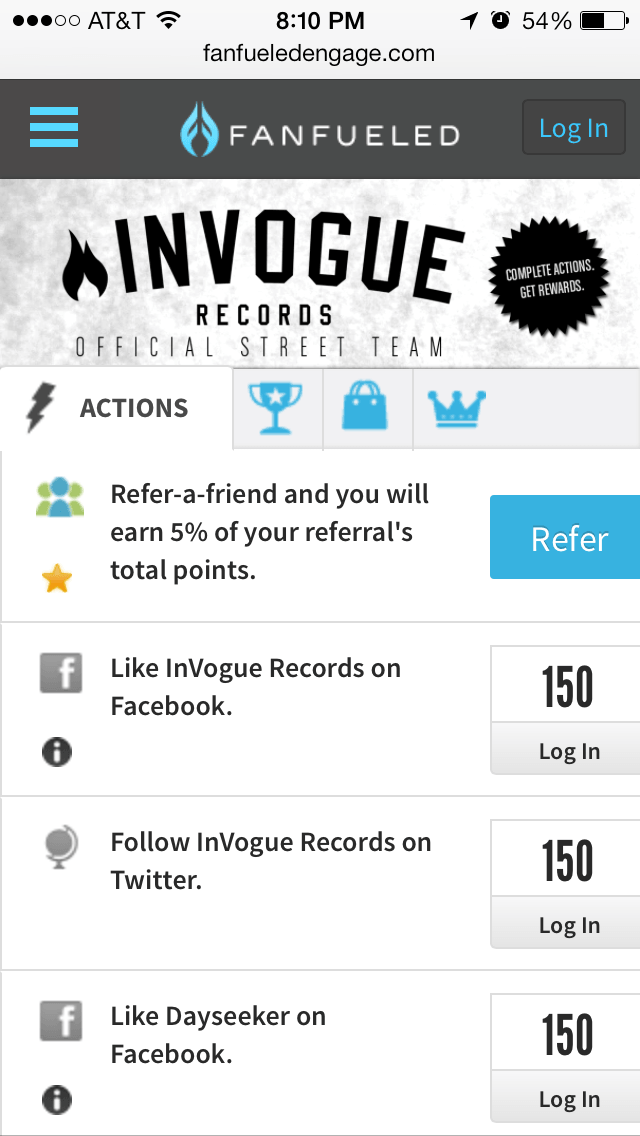 AT&T 8:10 PM 54%
fanfueledengage.com
FANFUELED Log In
INVOGUE
RECORDS
OFFICIAL STREET TEAM
COMPLETE ACTIONS.
GET REWARDS.
ACTIONS
Refer-a-friend and you will
earn 5% of your referral's
total points.
Refer
Like InVogue Records on
Facebook.
150
Log In
Follow InVogue Records on
Twitter.
150
Log In
Like Dayseeker on
Facebook.
150
Log In